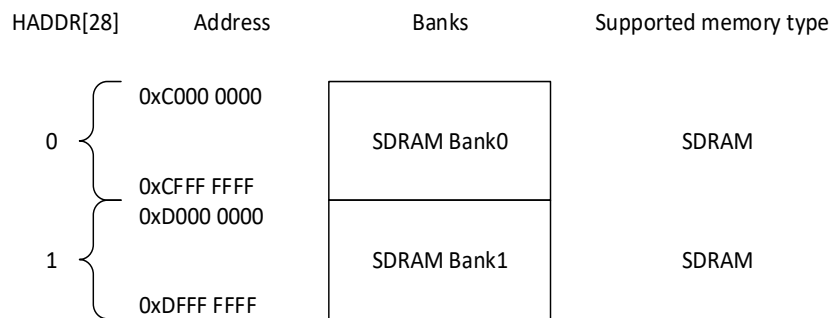 HADDR[28] Address Banks Supported memory type
0xC000 0000
0 SDRAM Bank0 SDRAM
0xCFFF FFFF
0xD000 0000
1 SDRAM Bank1 SDRAM
0xDFFF FFFF